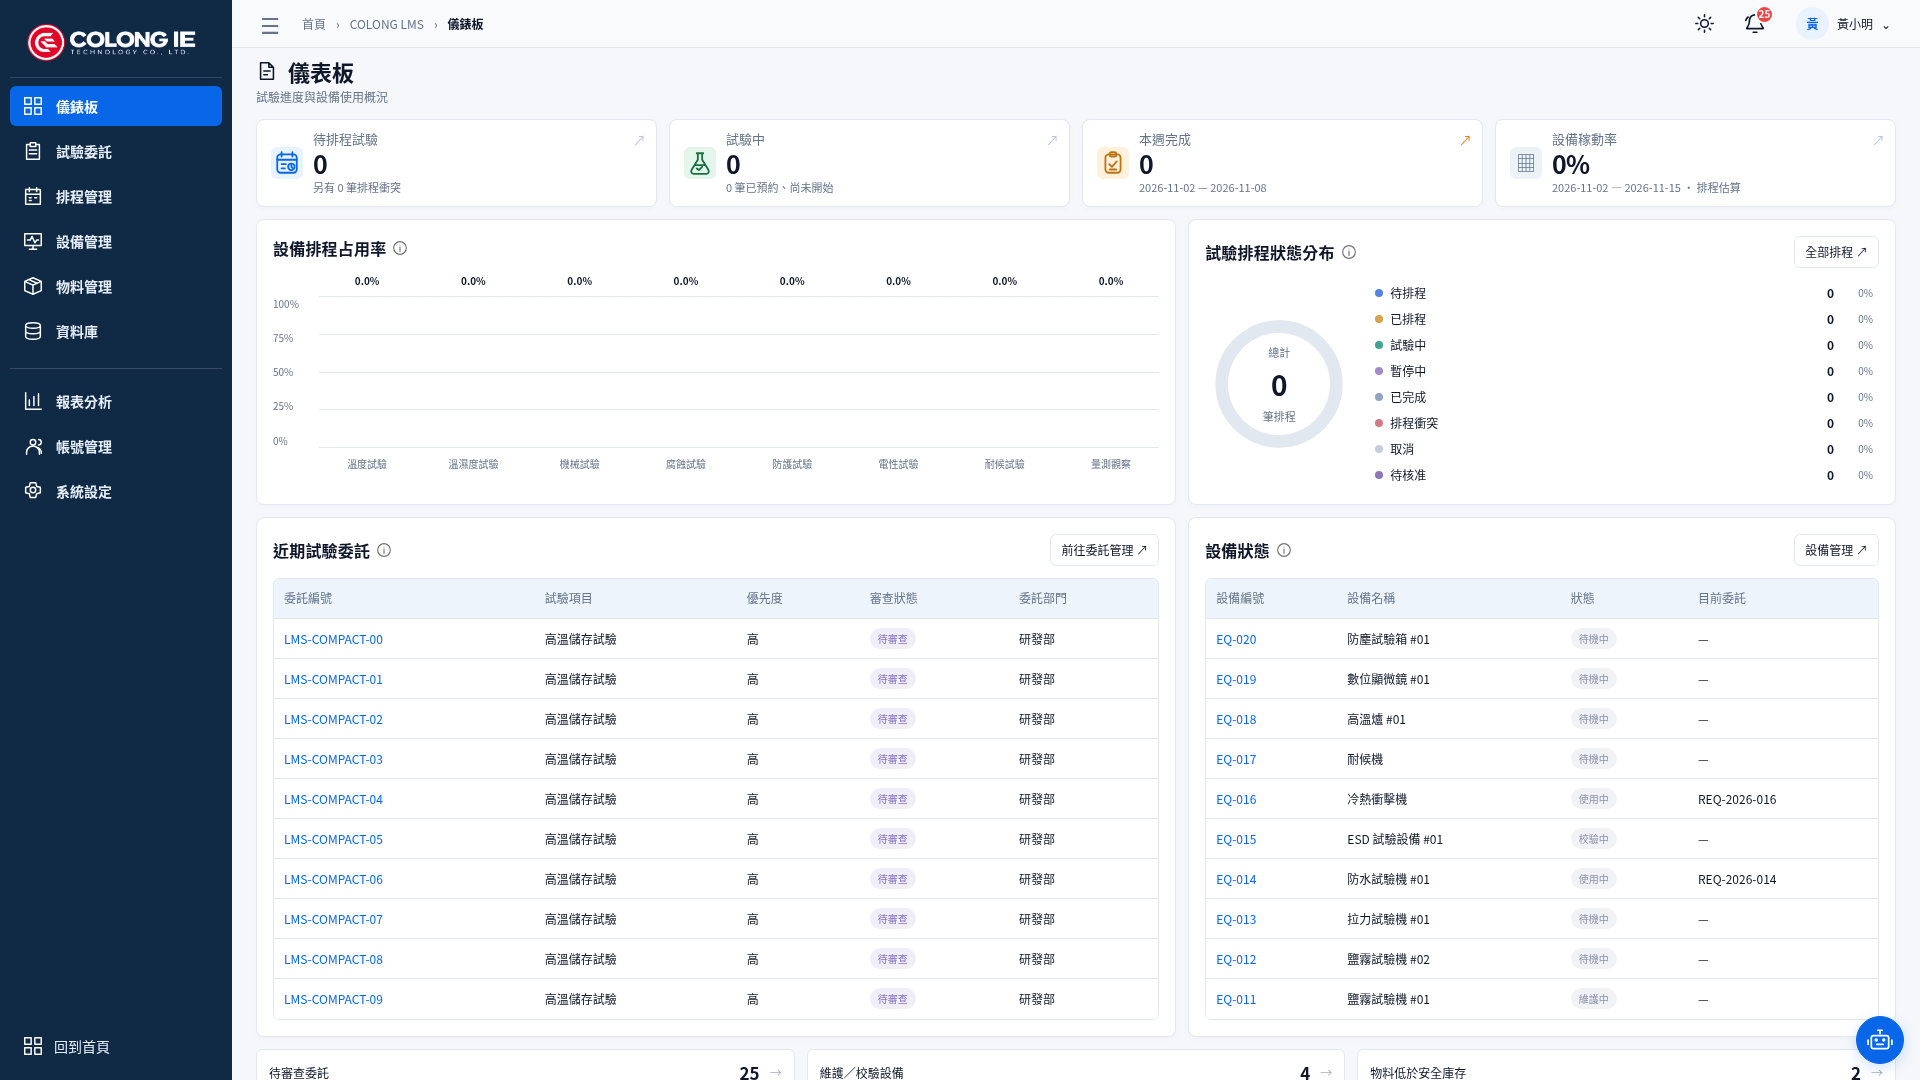 COLONG IE
TECHNOLOGY CO., LTD.
儀錶板
試驗委託
排程管理
設備管理
物料管理
資料庫
報表分析
帳號管理
系統設定
回到首頁
首頁 › COLONG LMS › 儀錶板
25
黃 黃小明
儀表板
試驗進度與設備使用概況
待排程試驗 ↗
0
另有 0 筆排程衝突
試驗中 ↗
0
0 筆已預約、尚未開始
本週完成 ↗
0
2026-11-02 — 2026-11-08
設備稼動率 ↗
0%
2026-11-02 — 2026-11-15 · 排程估算
設備排程占用率
0.0% 0.0% 0.0% 0.0% 0.0% 0.0% 0.0% 0.0%
100%
75%
50%
25%
0%
溫度試驗 溫濕度試驗 機械試驗 腐蝕試驗 防護試驗 電性試驗 耐候試驗 量測觀察
試驗排程狀態分布 全部排程 ↗
總計
0
筆排程
待排程 0 0%
已排程 0 0%
試驗中 0 0%
暫停中 0 0%
已完成 0 0%
排程衝突 0 0%
取消 0 0%
待核准 0 0%
近期試驗委託 前往委託管理 ↗
委託編號 試驗項目 優先度 審查狀態 委託部門
LMS-COMPACT-00 高溫儲存試驗 高 待審查 研發部
LMS-COMPACT-01 高溫儲存試驗 高 待審查 研發部
LMS-COMPACT-02 高溫儲存試驗 高 待審查 研發部
LMS-COMPACT-03 高溫儲存試驗 高 待審查 研發部
LMS-COMPACT-04 高溫儲存試驗 高 待審查 研發部
LMS-COMPACT-05 高溫儲存試驗 高 待審查 研發部
LMS-COMPACT-06 高溫儲存試驗 高 待審查 研發部
LMS-COMPACT-07 高溫儲存試驗 高 待審查 研發部
LMS-COMPACT-08 高溫儲存試驗 高 待審查 研發部
LMS-COMPACT-09 高溫儲存試驗 高 待審查 研發部
設備狀態 設備管理 ↗
設備編號 設備名稱 狀態 目前委託
EQ-020 防塵試驗箱 #01 待機中 —
EQ-019 數位顯微鏡 #01 待機中 —
EQ-018 高溫爐 #01 待機中 —
EQ-017 耐候機 待機中 —
EQ-016 冷熱衝擊機 使用中 REQ-2026-016
EQ-015 ESD 試驗設備 #01 校驗中 —
EQ-014 防水試驗機 #01 使用中 REQ-2026-014
EQ-013 拉力試驗機 #01 待機中 —
EQ-012 鹽霧試驗機 #02 待機中 —
EQ-011 鹽霧試驗機 #01 維護中 —
待審查委託 25 →
維護／校驗設備 4 →
物料低於安全庫存 2 →